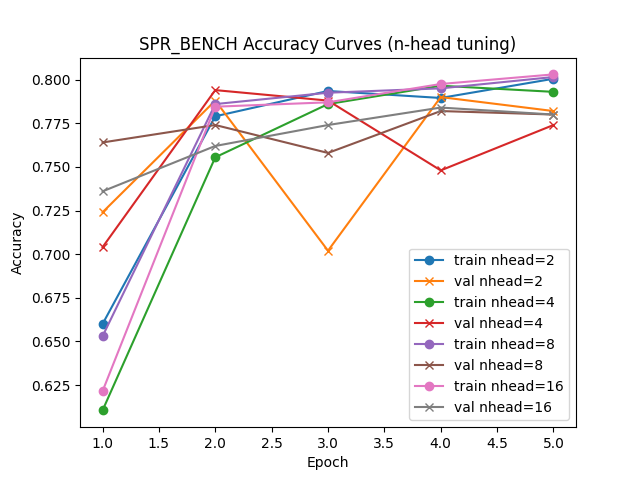 SPR_BENCH Accuracy Curves (n-head tuning)
Accuracy
0.800
0.775
0.750
0.725
0.700
0.675
0.650
0.625
train nhead=2
val nhead=2
train nhead=4
val nhead=4
train nhead=8
val nhead=8
train nhead=16
val nhead=16
1.0 1.5 2.0 2.5 3.0 3.5 4.0 4.5 5.0
Epoch